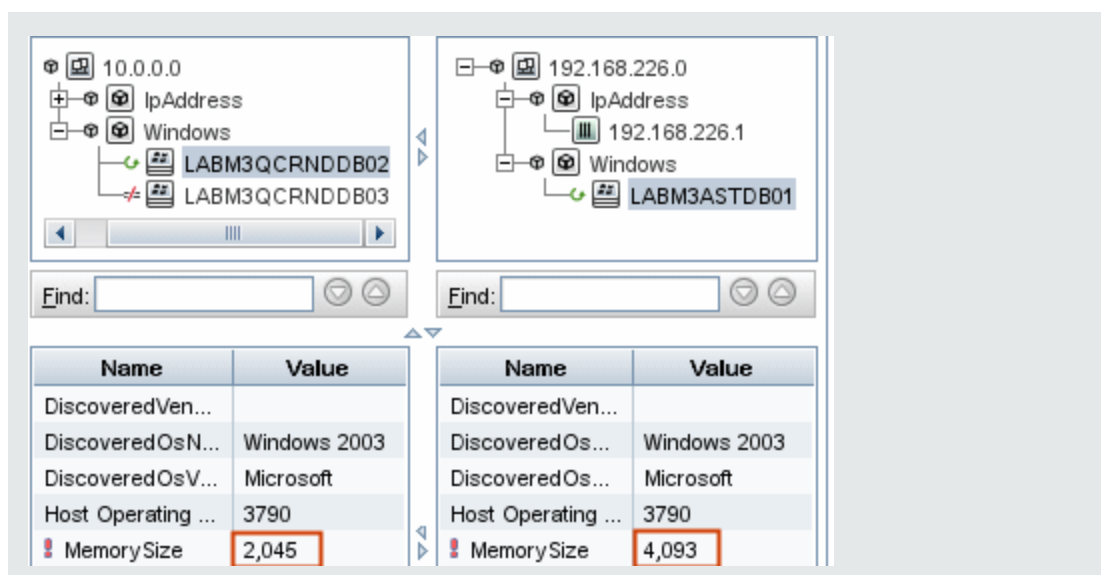 10.0.0.0
IpAddress
Windows
LABM3QCRNDDB02
LABM3QCRNDDB03
Find:
Name Value
DiscoveredVen...
DiscoveredOsN... Windows 2003
DiscoveredOsV... Microsoft
Host Operating ... 3790
MemorySize 2,045
192.168.226.0
IpAddress
192.168.226.1
Windows
LABM3ASTDB01
Find:
Name Value
DiscoveredVen...
DiscoveredOs... Windows 2003
DiscoveredOs... Microsoft
Host Operating ... 3790
MemorySize 4,093